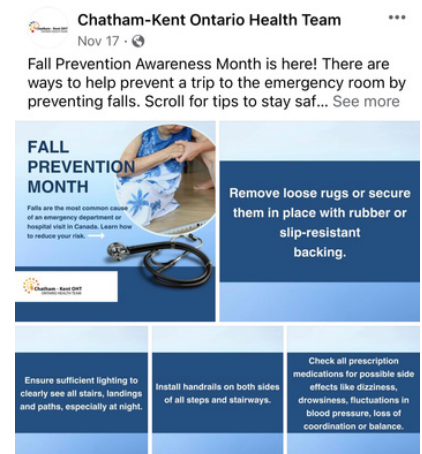 Chatham-Kent Ontario Health Team
Nov 17 ·
Fall Prevention Awareness Month is here! There are
ways to help prevent a trip to the emergency room by
preventing falls. Scroll for tips to stay saf... See more
FALL
PREVENTION
MONTH
Falls are the most common cause
of an emergency department or
hospital visit in Canada. Learn how
to reduce your risk.
Chatham - Kent OHT
ONTARIO HEALTH TEAM
Remove loose rugs or secure
them in place with rubber or
slip-resistant
backing.
Ensure sufficient lighting to
clearly see all stairs, landings
and paths, especially at night.
Install handrails on both sides
of all steps and stairways.
Check all prescription
medications for possible side
effects like dizziness,
drowsiness, fluctuations in
blood pressure, loss of
coordination or balance.